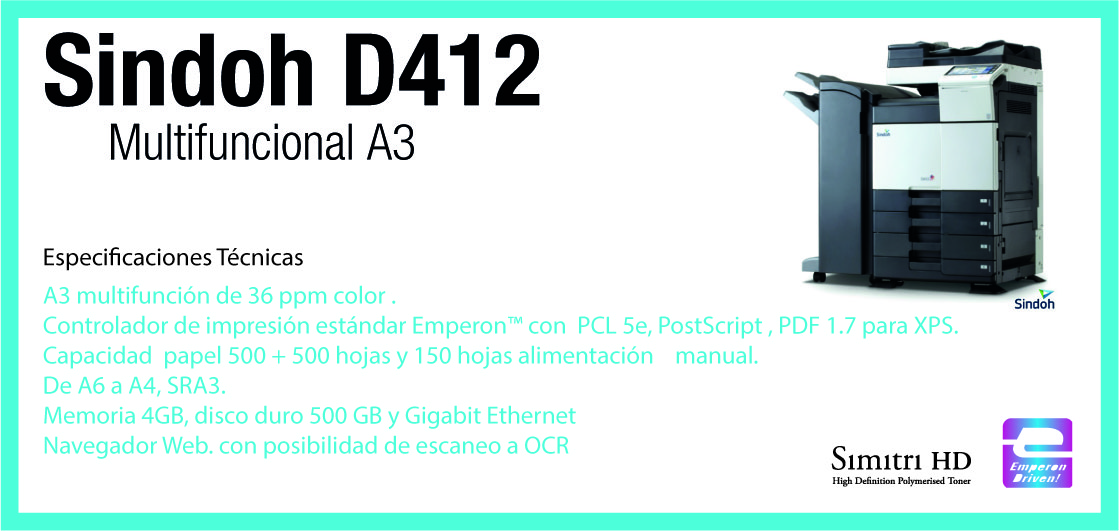 Sindoh D412
Multifuncional A3
Sindoh
Especificaciones Técnicas
A3 multifunción de 36 ppm color .
Controlador de impresión estándar Emperon™ con PCL 5e, PostScript , PDF 1.7 para XPS.
Capacidad papel 500 + 500 hojas y 150 hojas alimentación manual.
De A6 a A4, SRA3.
Memoria 4GB, disco duro 500 GB y Gigabit Ethernet
Navegador Web. con posibilidad de escaneo a OCR
Sindoh
Simitri HD
High Definition Polymerised Toner
Emperon
Driven!